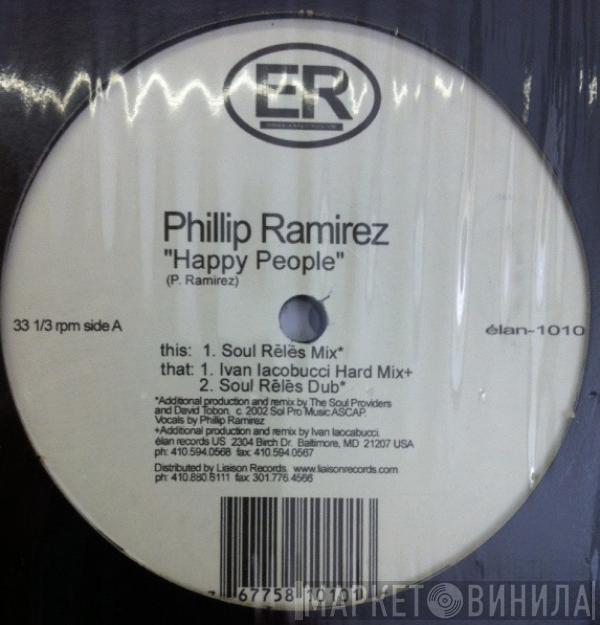 ER
Phillip Ramirez
"Happy People"
(P. Ramirez)
33 1/3 rpm side A
élan-1010
this: 1. Soul Rēlēs Mix*
that: 1. Ivan Iacobucci Hard Mix+
2. Soul Rēlēs Dub*
*Additional production and remix by The Soul Providers
and David Tobon. c. 2002 Sol Pro Music ASCAP.
Vocals by Phillip Ramirez
+Additional production and remix by Ivan Iaocabucci.
élan records US 2304 Birch Dr. Baltimore, MD 21207 USA
ph: 410.594.0568 fax: 410.594.0567
Distributed by Liaison Records. www.liaisonrecords.com
ph: 410.880.5111 fax: 301.776.4566
67758 10101
МАРКЕТ ВИНИЛА